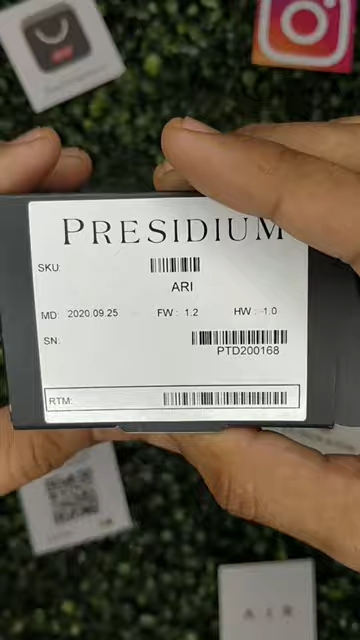 PRESIDIUM
SKU:
ARI
MD: 2020.09.25 FW : 1.2 HW : 1.0
SN:
PTD200168
RTM:
A I R